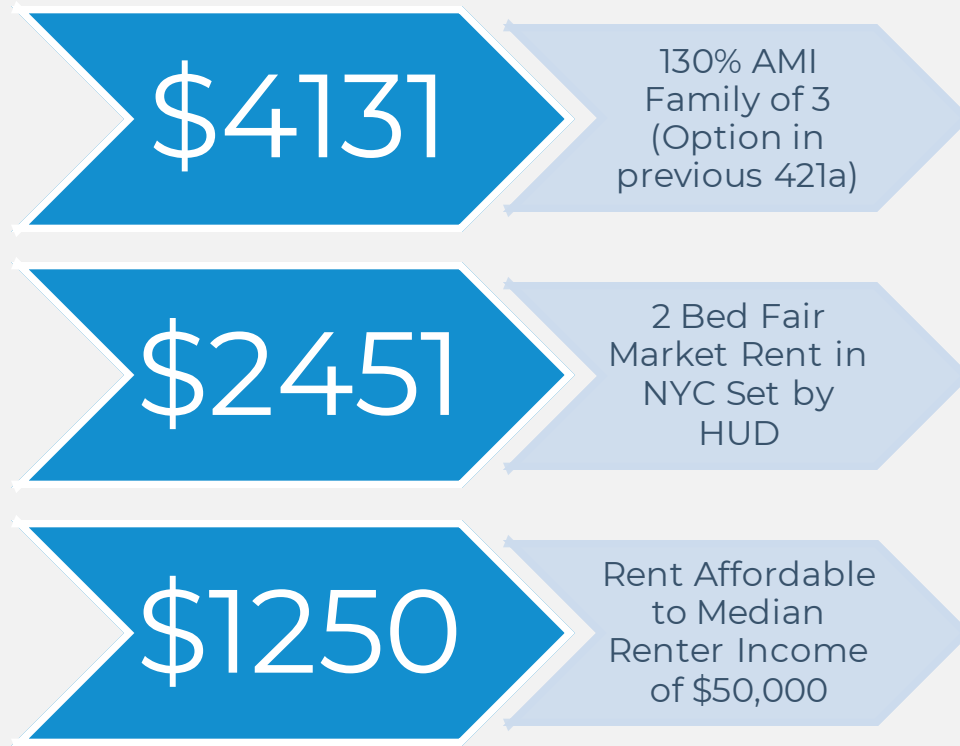 $4131
130% AMI
Family of 3
(Option in
previous 421a)
$2451
2 Bed Fair
Market Rent in
NYC Set by
HUD
$1250
Rent Affordable
to Median
Renter Income
of $50,000